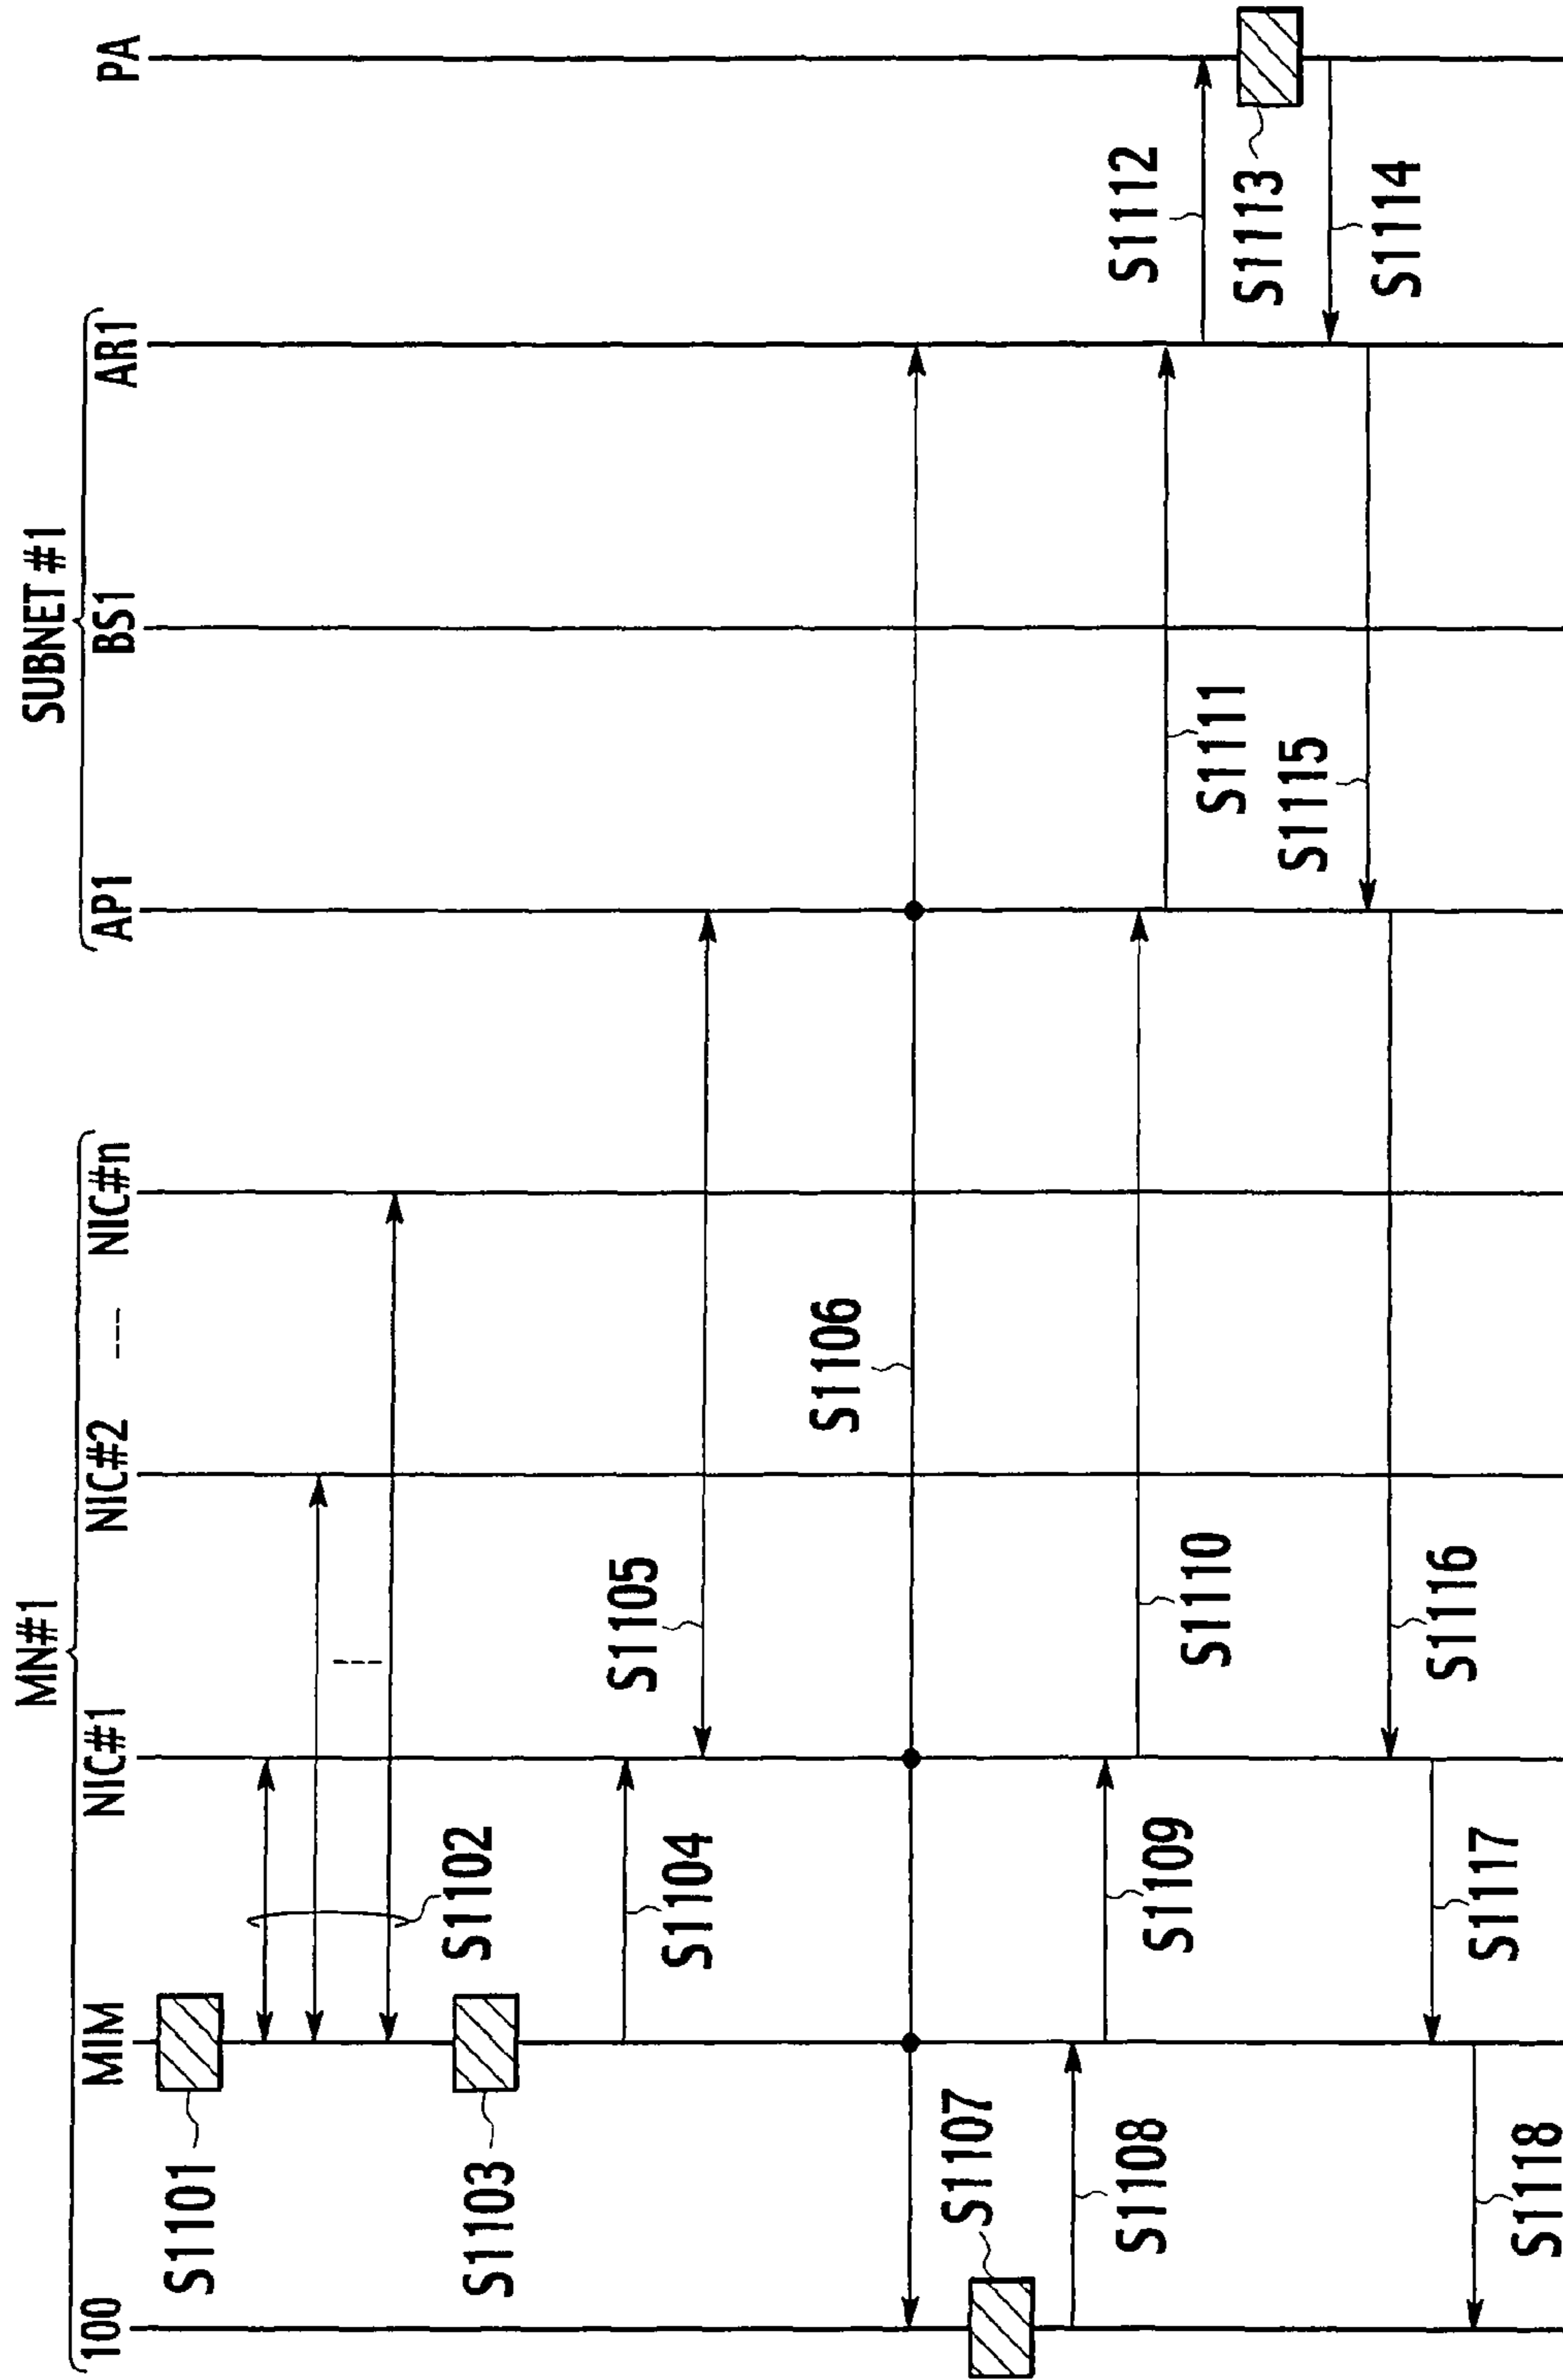 MN#1
SUBNET #1
100
MIM
NIC#1
NIC#2
----
NIC#n
AP1
BS1
AR1
PA
S1101
S1102
S1103
S1104
S1105
S1106
S1107
S1108
S1109
S1110
S1111
S1112
S1113
S1114
S1115
S1116
S1117
S1118